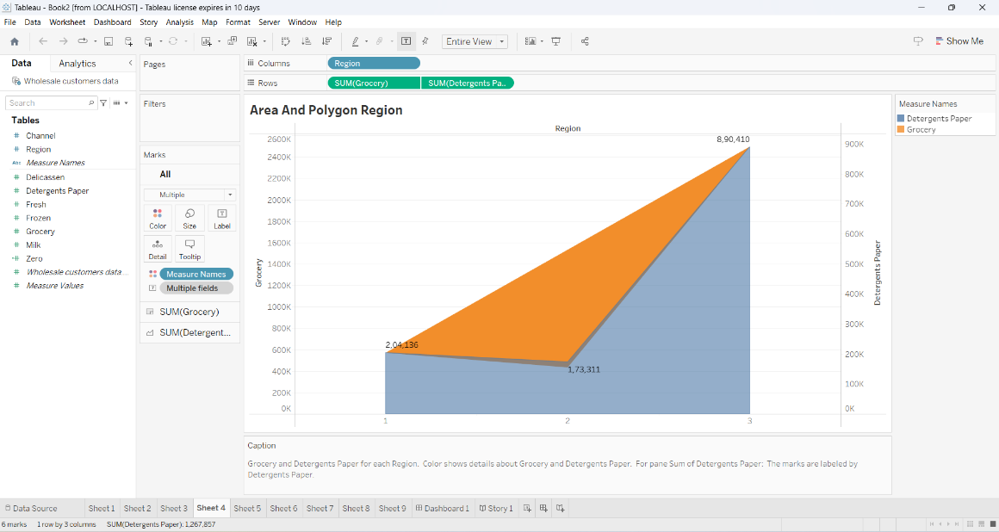 Tableau - Book2 [from LOCALHOST] - Tableau license expires in 10 days
File Data Worksheet Dashboard Story Analysis Map Format Server Window Help
Entire View
Show Me
Data Analytics
Wholesale customers data
Search
Tables
# Channel
# Region
Abc Measure Names
# Delicassen
# Detergents Paper
# Fresh
# Frozen
# Grocery
# Milk
=# Zero
# Wholesale customers data....
# Measure Values
Pages
Filters
Marks
All
Multiple
Color Size Label
Detail Tooltip
Measure Names
Multiple fields
SUM(Grocery)
SUM(Detergent...
Columns Region
Rows SUM(Grocery) SUM(Detergents Pa..
Area And Polygon Region
Region
2600K
2400K
2200K
2000K
1800K
1600K
1400K
1200K
1000K
800K
600K
400K
200K
0K
Grocery
8,90,410
2,04,136
1,73,311
1 2 3
900K
800K
700K
600K
500K
400K
300K
200K
100K
0K
Detergents Paper
Measure Names
Detergents Paper
Grocery
Caption
Grocery and Detergents Paper for each Region. Color shows details about Grocery and Detergents Paper. For pane Sum of Detergents Paper: The marks are labeled by
Detergents Paper.
Data Source Sheet 1 Sheet 2 Sheet 3 Sheet 4 Sheet 5 Sheet 6 Sheet 7 Sheet 8 Sheet 9 Dashboard 1 Story 1
6 marks 1 row by 3 columns SUM(Detergents Paper): 1,267,857